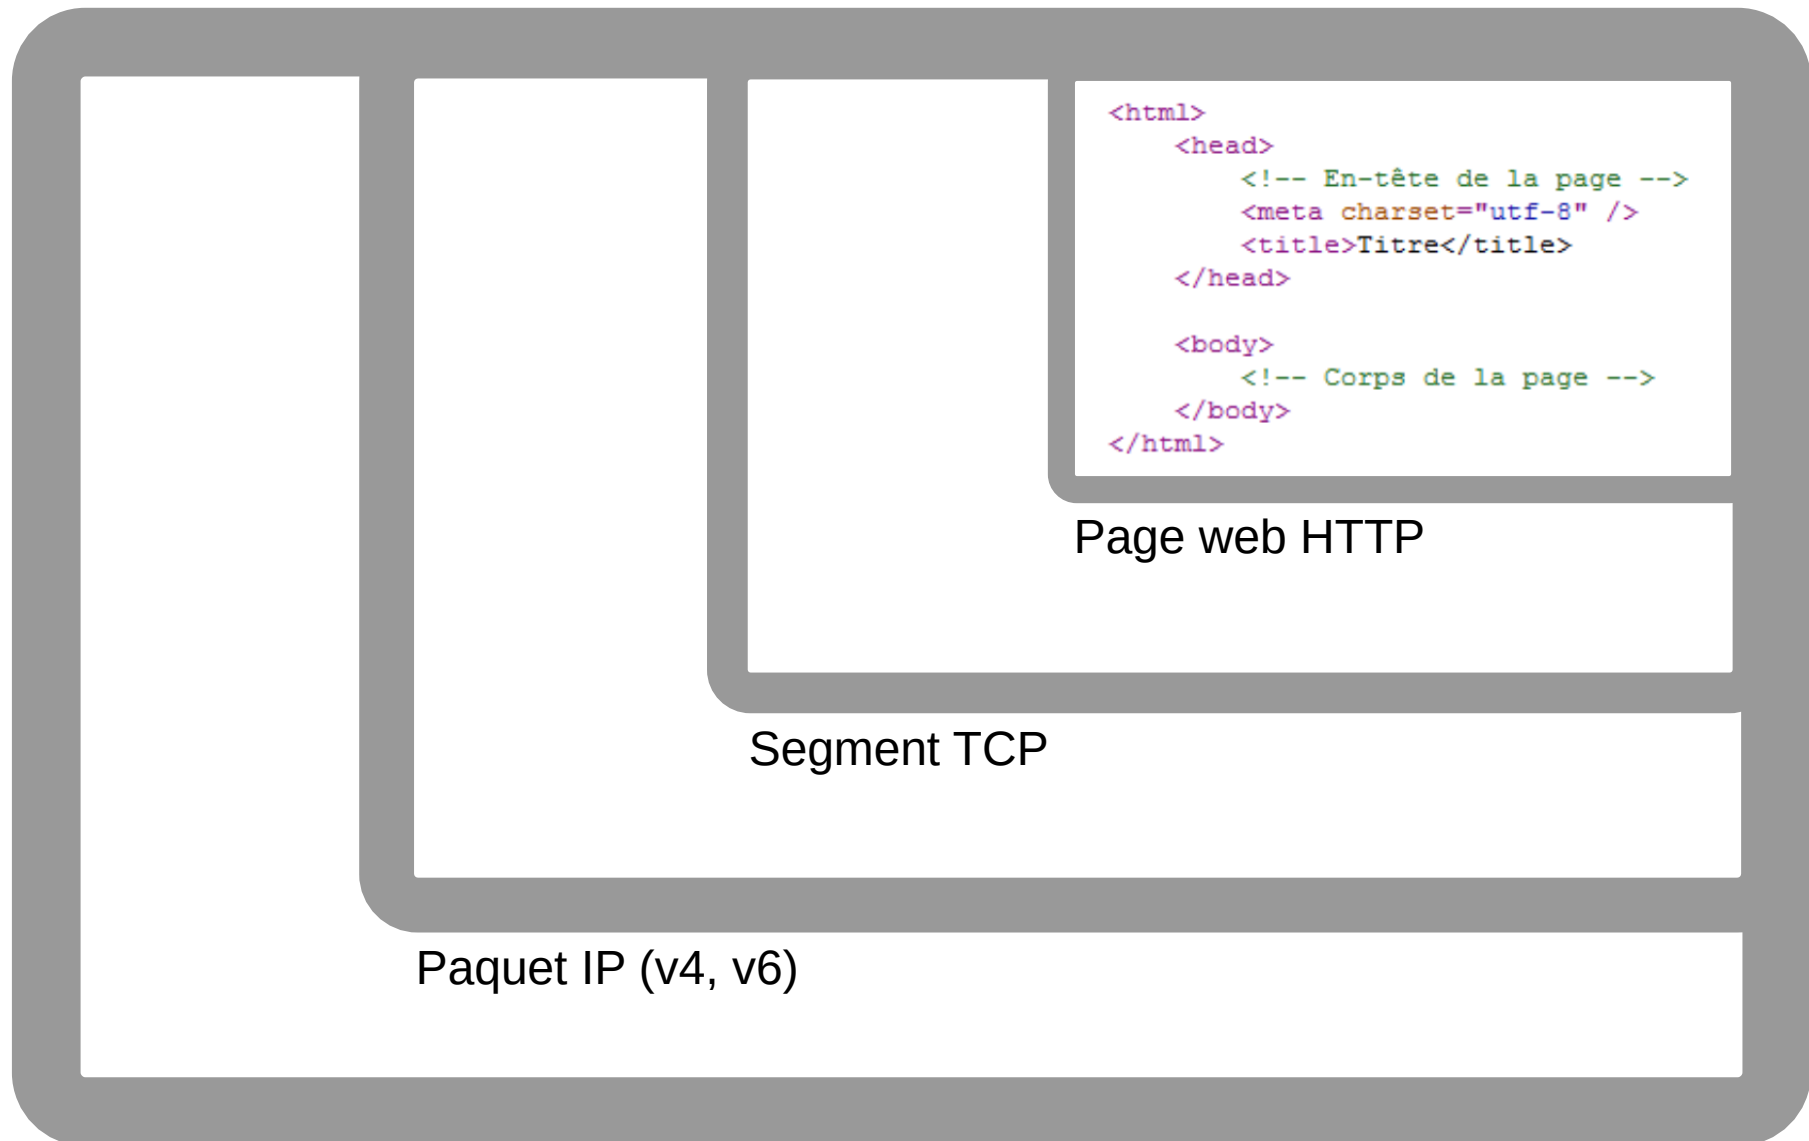 <html>
<head>
<!-- En-tête de la page -->
<meta charset="utf-8" />
<title>Titre</title>
</head>
<body>
<!-- Corps de la page -->
</body>
</html>
Page web HTTP
Segment TCP
Paquet IP (v4, v6)